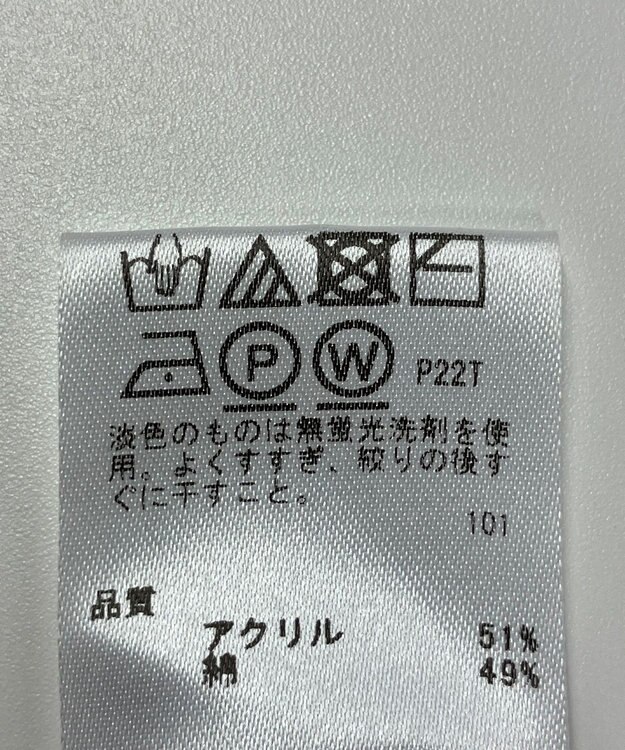 P W P22T
淡色のものは無蛍光洗剤を使
用。よくすすぎ、絞りの後す
ぐに干すこと。
101
品質
アクリル 51%
綿 49%